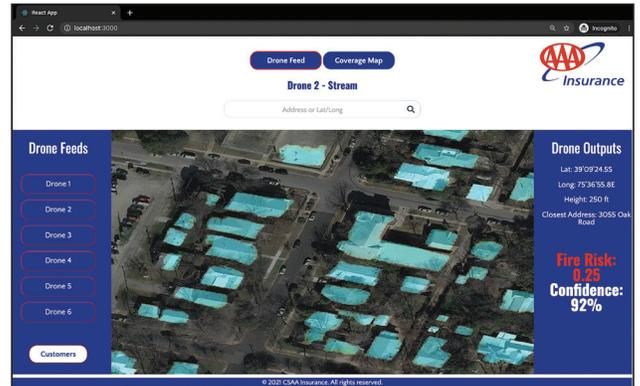 React App
localhost:3000
Incognito
Drone Feed
Coverage Map
AAA
Insurance
Drone 2 - Stream
Address or Lat/Long
Drone Feeds
Drone 1
Drone 2
Drone 3
Drone 4
Drone 5
Drone 6
Customers
Drone Outputs
Lat: 39°09'24.5S
Long: 75°36'55.8E
Height: 250 ft
Closest Address: 3055 Oak
Road
Fire Risk:
0.25
Confidence:
92%
© 2021 CSAA Insurance. All rights reserved.